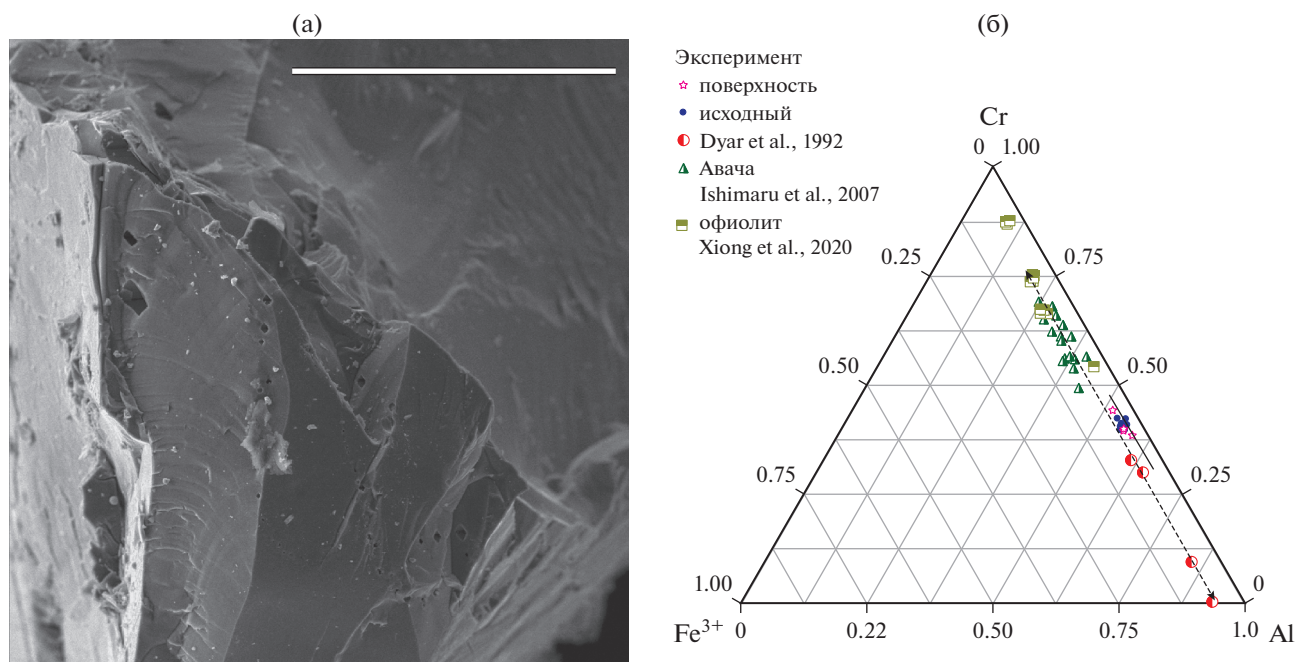 (а)
(б)
Эксперимент
поверхность
исходный
Dyar et al., 1992
Авача
Ishimaru et al., 2007
офиолит
Xiong et al., 2020
Cr
0 1.00
0.25 0.75
0.50 0.50
0.75 0.25
1.00 0
Fe³⁺ 0 0.22 0.50 0.75 1.0 Al